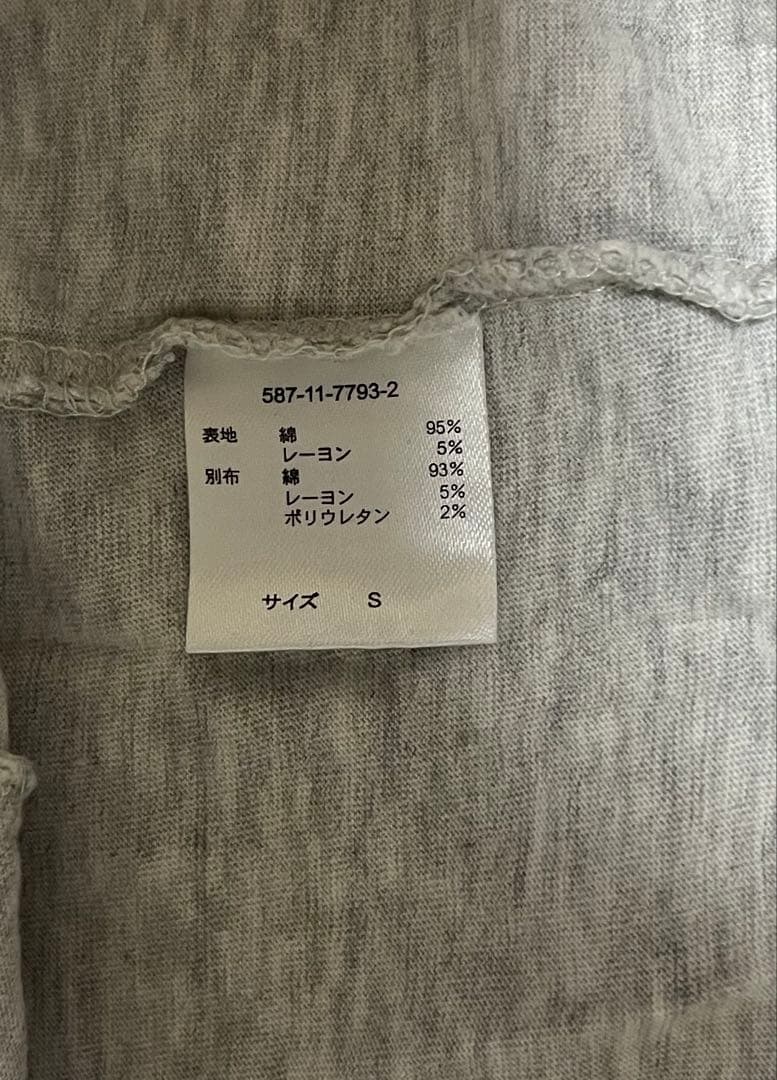 587-11-7793-2
表地 綿 95%
レーヨン 5%
別布 綿 93%
レーヨン 5%
ポリウレタン 2%
サイズ S